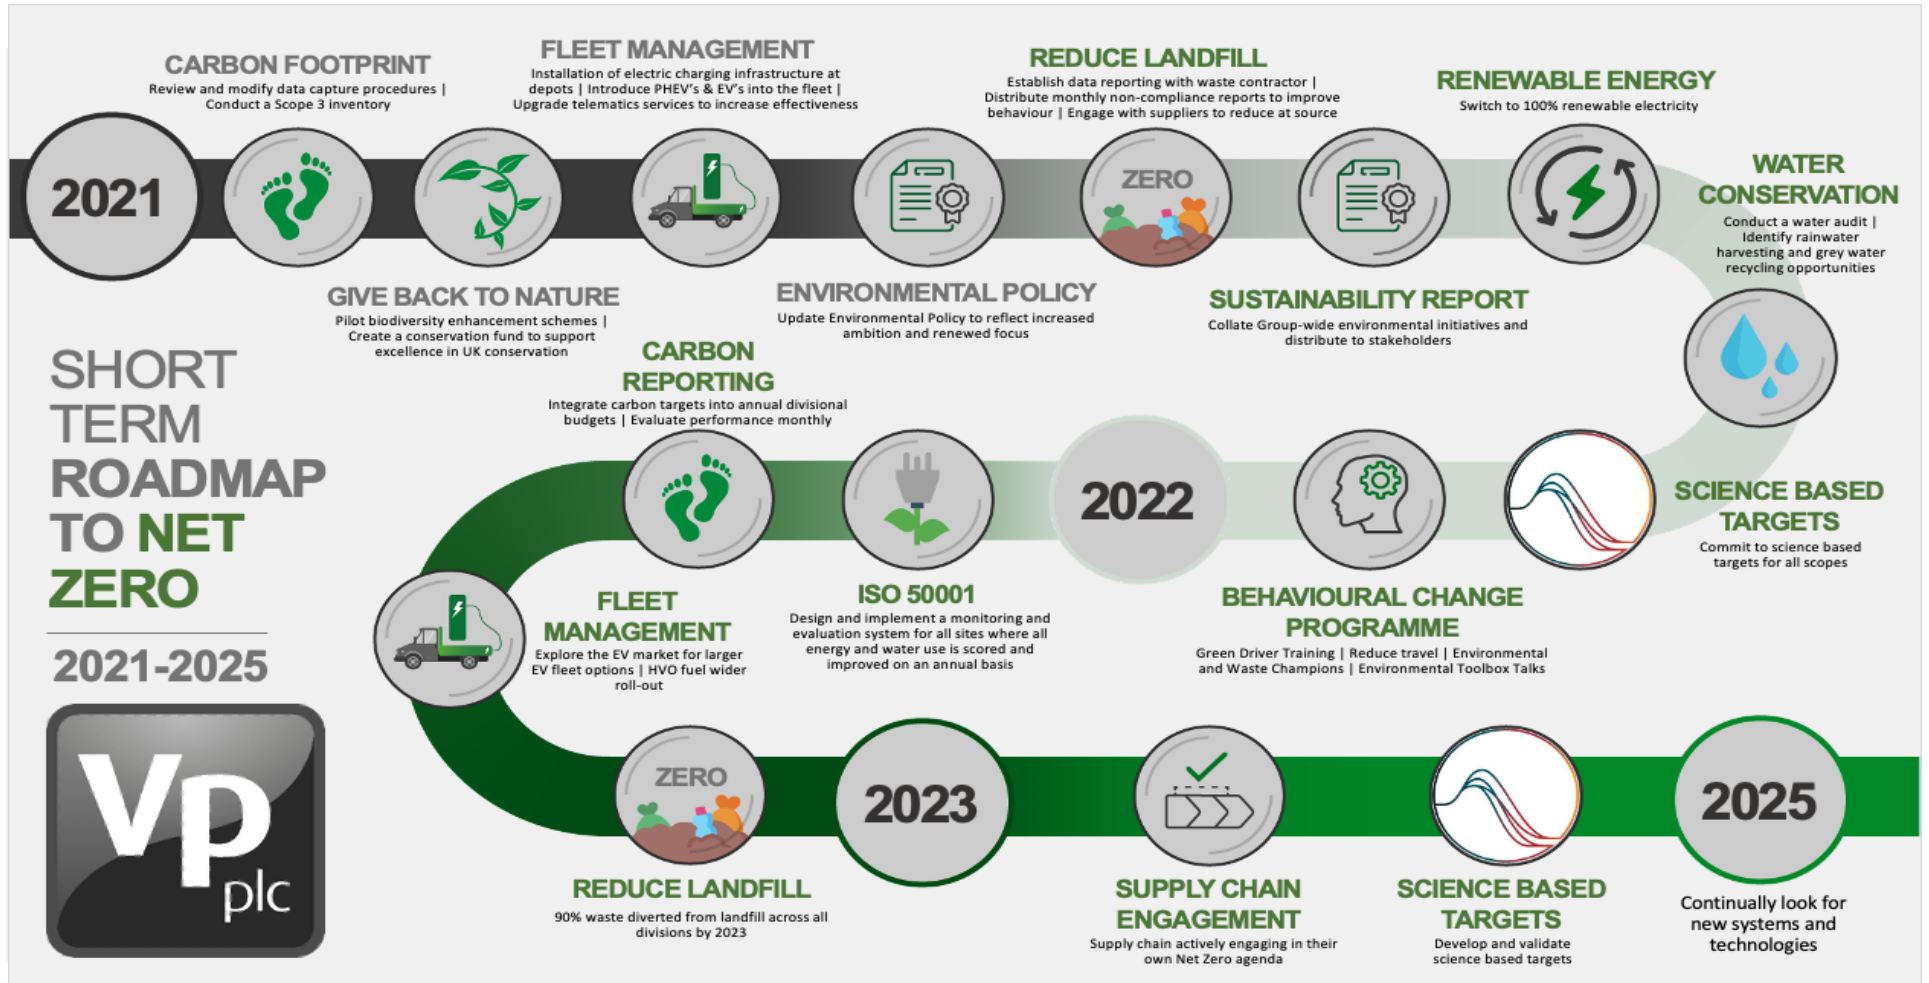 CARBON FOOTPRINT
Review and modify data capture procedures |
Conduct a Scope 3 inventory
FLEET MANAGEMENT
Installation of electric charging infrastructure at
depots | Introduce PHEV's & EV's into the fleet |
Upgrade telematics services to increase effectiveness
REDUCE LANDFILL
Establish data reporting with waste contractor |
Distribute monthly non-compliance reports to improve
behaviour | Engage with suppliers to reduce at source
RENEWABLE ENERGY
Switch to 100% renewable electricity
2021
ZERO
WATER
CONSERVATION
Conduct a water audit |
Identify rainwater
harvesting and grey water
recycling opportunities
GIVE BACK TO NATURE
Pilot biodiversity enhancement schemes |
Create a conservation fund to support
excellence in UK conservation
ENVIRONMENTAL POLICY
Update Environmental Policy to reflect increased
ambition and renewed focus
SUSTAINABILITY REPORT
Collate Group-wide environmental initiatives and
distribute to stakeholders
SHORT
TERM
ROADMAP
TO NET
ZERO
2021-2025
CARBON
REPORTING
Integrate carbon targets into annual divisional
budgets | Evaluate performance monthly
2022
SCIENCE BASED
TARGETS
Commit to science based
targets for all scopes
FLEET
MANAGEMENT
Explore the EV market for larger
EV fleet options | HVO fuel wider
roll-out
ISO 50001
Design and implement a monitoring and
evaluation system for all sites where all
energy and water use is scored and
improved on an annual basis
BEHAVIOURAL CHANGE
PROGRAMME
Green Driver Training | Reduce travel | Environmental
and Waste Champions | Environmental Toolbox Talks
Vp
plc
ZERO
2023
2025
REDUCE LANDFILL
90% waste diverted from landfill across all
divisions by 2023
SUPPLY CHAIN
ENGAGEMENT
Supply chain actively engaging in their
own Net Zero agenda
SCIENCE BASED
TARGETS
Develop and validate
science based targets
Continually look for
new systems and
technologies